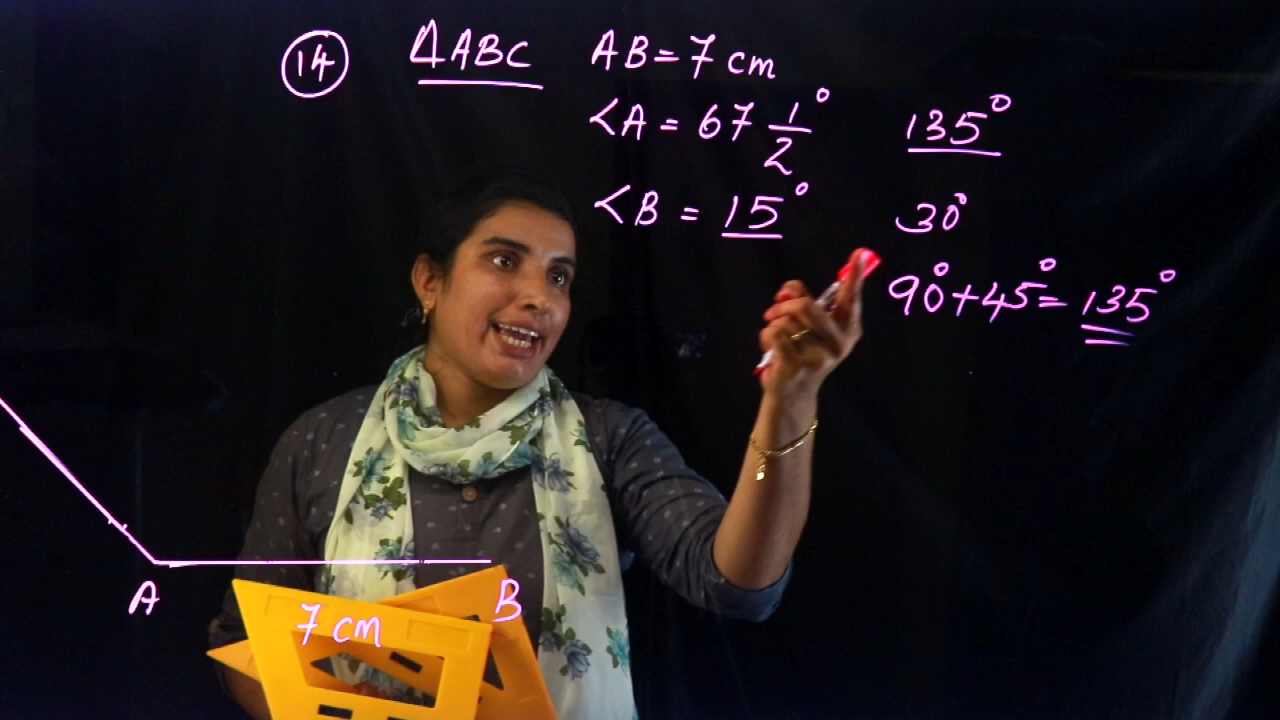 14 ΔABC AB = 7 cm
<A = 67 1/2° 135°
<B = 15° 30°
90° + 45° = 135°
A B
7 cm